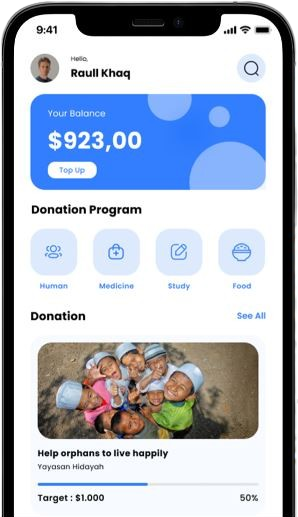 9:41
Hello,
Raull Khaq
Your Balance
$923,00
Top Up
Donation Program
Human Medicine Study Food
Donation See All
Help orphans to live happily
Yayasan Hidayah
Target : $1.000 50%